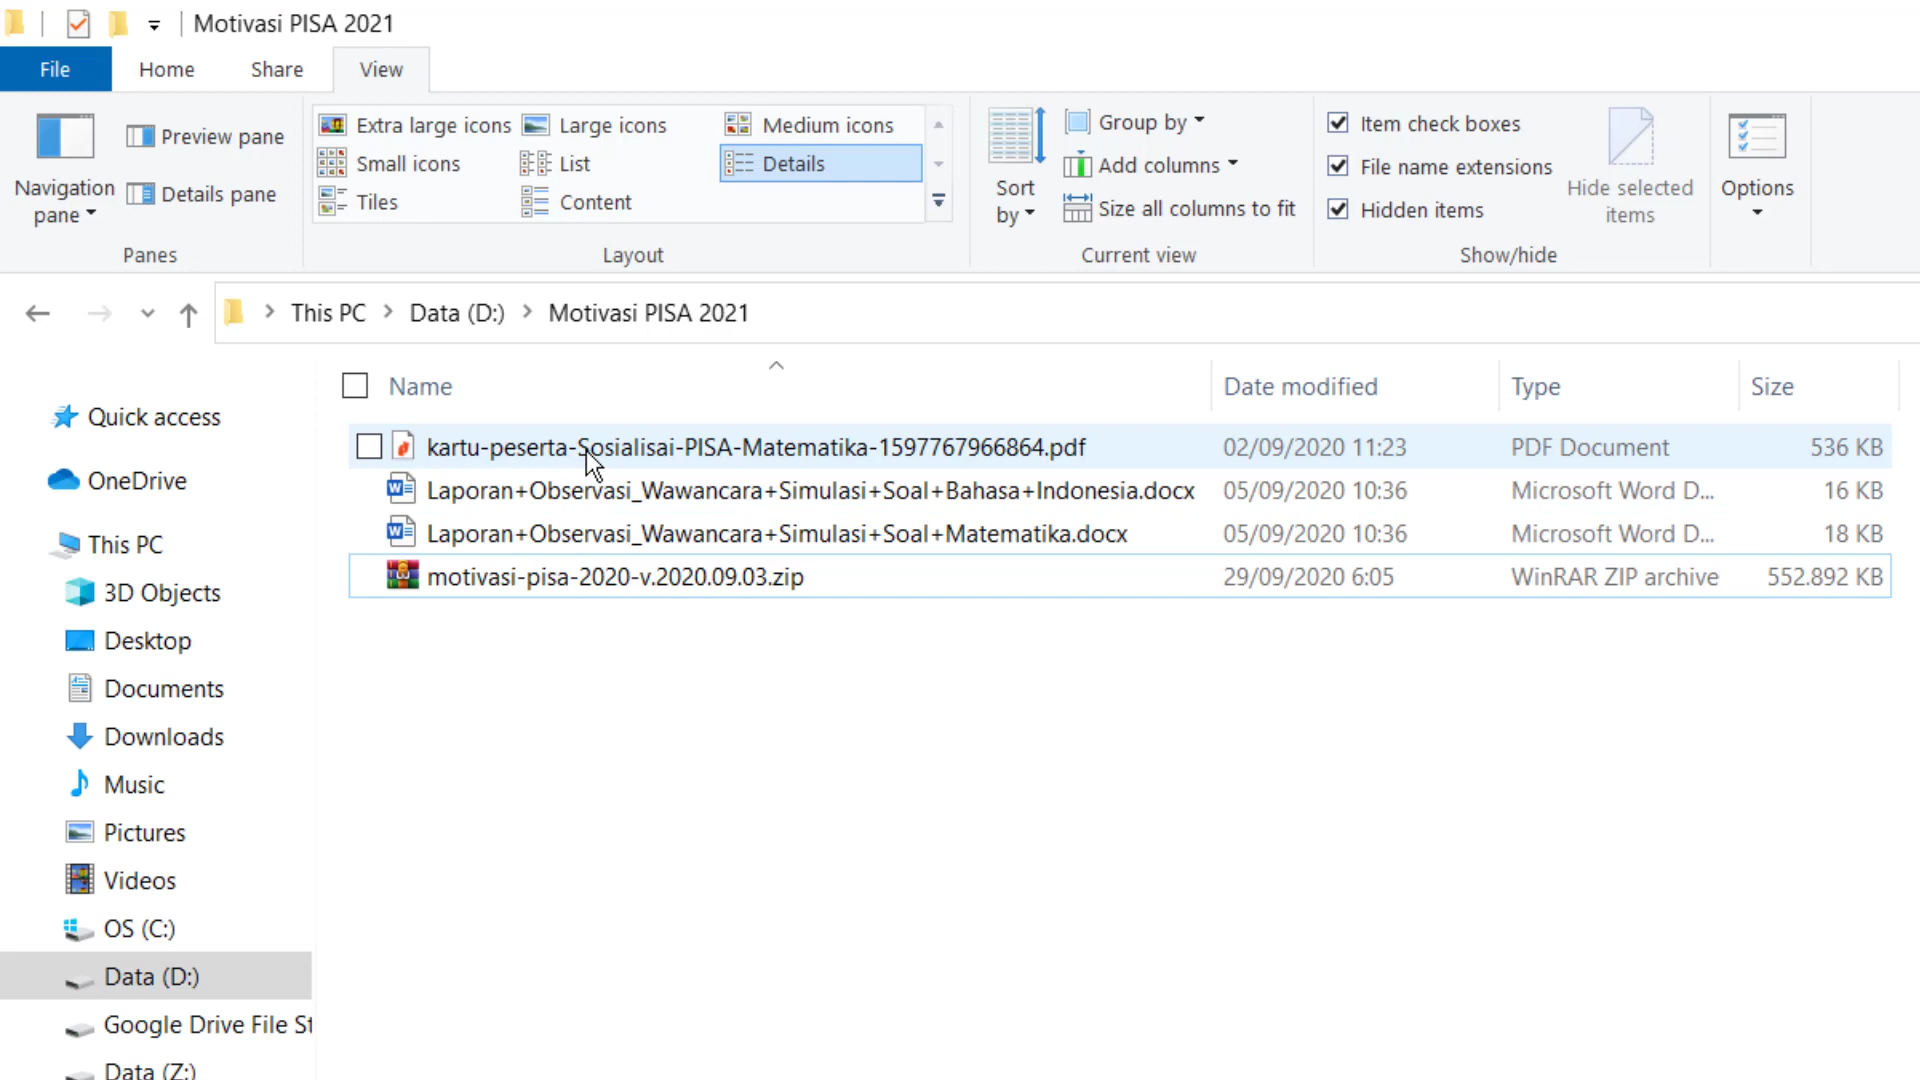 Motivasi PISA 2021
File Home Share View
Navigation pane
Preview pane
Details pane
Panes
Extra large icons Large icons Medium icons
Small icons List Details
Tiles Content
Layout
Sort by
Group by
Add columns
Size all columns to fit
Current view
Item check boxes
File name extensions
Hidden items
Hide selected items
Show/hide
Options
This PC Data (D:) Motivasi PISA 2021
Name Date modified Type Size
kartu-peserta-Sosialisai-PISA-Matematika-1597767966864.pdf 02/09/2020 11:23 PDF Document 536 KB
Laporan+Observasi_Wawancara+Simulasi+Soal+Bahasa+Indonesia.docx 05/09/2020 10:36 Microsoft Word D... 16 KB
Laporan+Observasi_Wawancara+Simulasi+Soal+Matematika.docx 05/09/2020 10:36 Microsoft Word D... 18 KB
motivasi-pisa-2020-v.2020.09.03.zip 29/09/2020 6:05 WinRAR ZIP archive 552.892 KB
Quick access
OneDrive
This PC
3D Objects
Desktop
Documents
Downloads
Music
Pictures
Videos
OS (C:)
Data (D:)
Google Drive File St
Data (Z:)